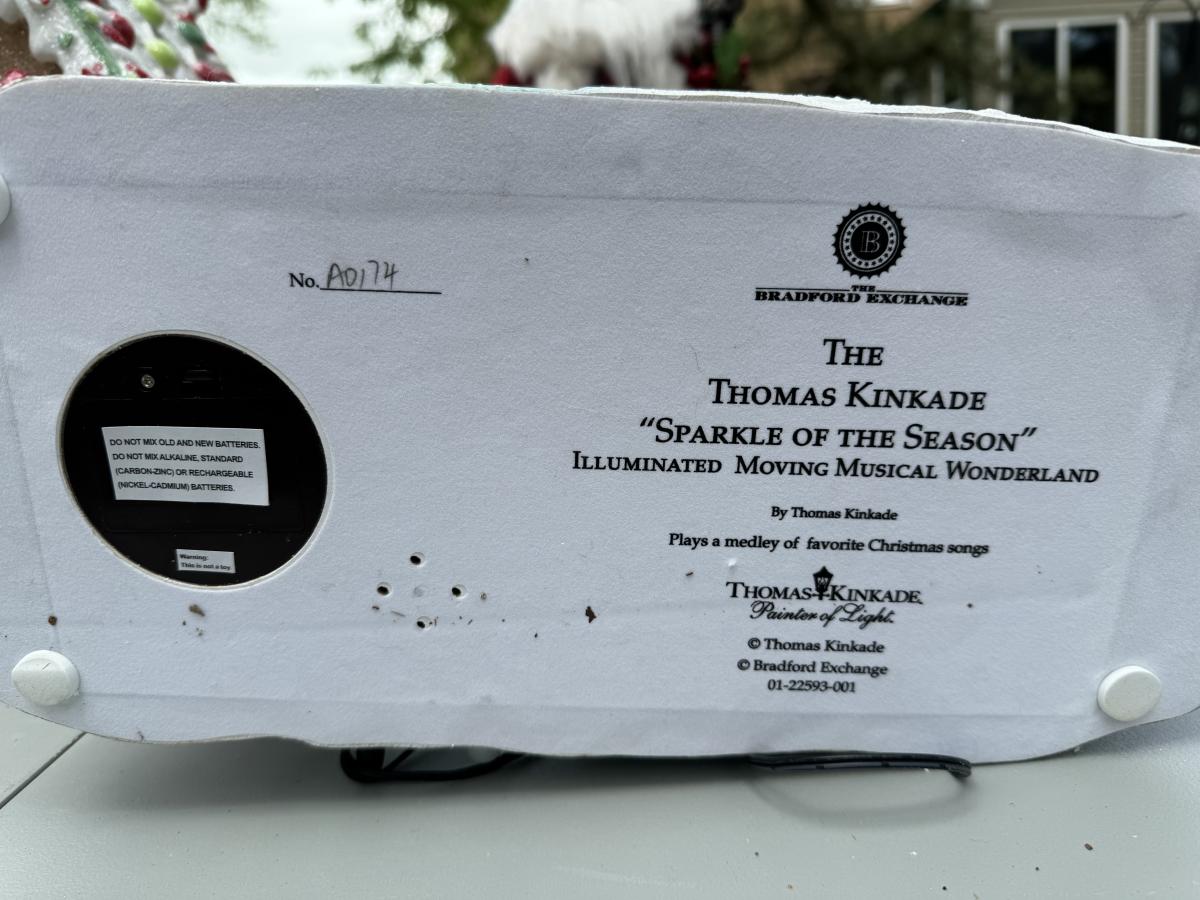 No. A0174
DO NOT MIX OLD AND NEW BATTERIES.
DO NOT MIX ALKALINE, STANDARD
(CARBON-ZINC) OR RECHARGEABLE
(NICKEL-CADMIUM) BATTERIES.
Warning:
This is not a toy
B
THE
BRADFORD EXCHANGE
THE
THOMAS KINKADE
“SPARKLE OF THE SEASON”
ILLUMINATED MOVING MUSICAL WONDERLAND
By Thomas Kinkade
Plays a medley of favorite Christmas songs
THOMAS KINKADE
Painter of Light
© Thomas Kinkade
© Bradford Exchange
01-22593-001